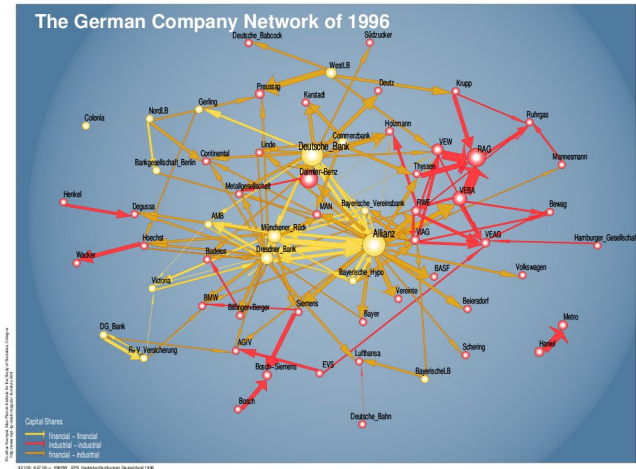 The German Company Network of 1996
Deutsche_Babcock
Südzucker
WestLB
Preussag
Karstadt
Deutz
Krupp
Colonia
NordLB
Gerling
Holzmann
Ruhrgas
Commerzbank
Linde
Deutsche_Bank
VEW
RAG
Bankgesellschaft_Berlin
Continental
Daimler-Benz
Thyssen
Mannesmann
Metallgesellschaft
VEBA
Henkel
Degussa
AMB
MAN
Bayerische_Vereinsbank
RWE
Bewag
Münchener_Rück
Allianz
VIAG
VEAG
Hamburger_Gesellschaft
Hoechst
Wacker
Buderus
Dresdner_Bank
Victoria
Bayerische_Hypo
BASF
Volkswagen
BMW
Bilfinger+Berger
Siemens
Vereinte
Beiersdorf
Bayer
DG_Bank
R+V_Versicherung
AGIV
Metro
Haniel
Bosch-Siemens
EVS
Lufthansa
Schering
BayerischeLB
Bosch
Deutsche_Bahn
Capital Shares
financial - financial
industrial - industrial
financial - industrial